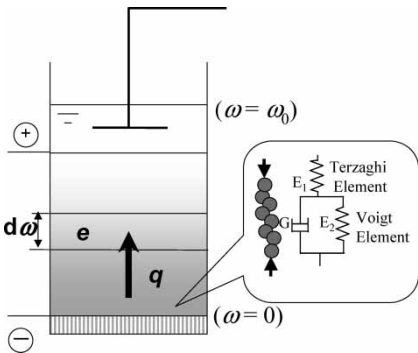 (ω = ω₀)
+
Terzaghi
Element
E₁
G
E₂
Voigt
Element
dω
e
q
(ω = 0)
−